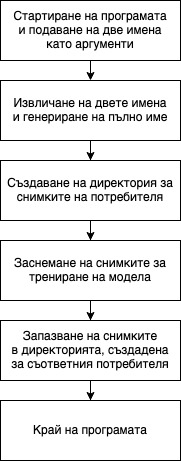 Стартиране на програмата
и подаване на две имена
като аргументи
Извличане на двете имена
и генериране на пълно име
Създаване на директория за
снимките на потребителя
Заснемане на снимките за
трениране на модела
Запазване на снимките
в директорията, създадена
за съответния потребителя
Край на програмата